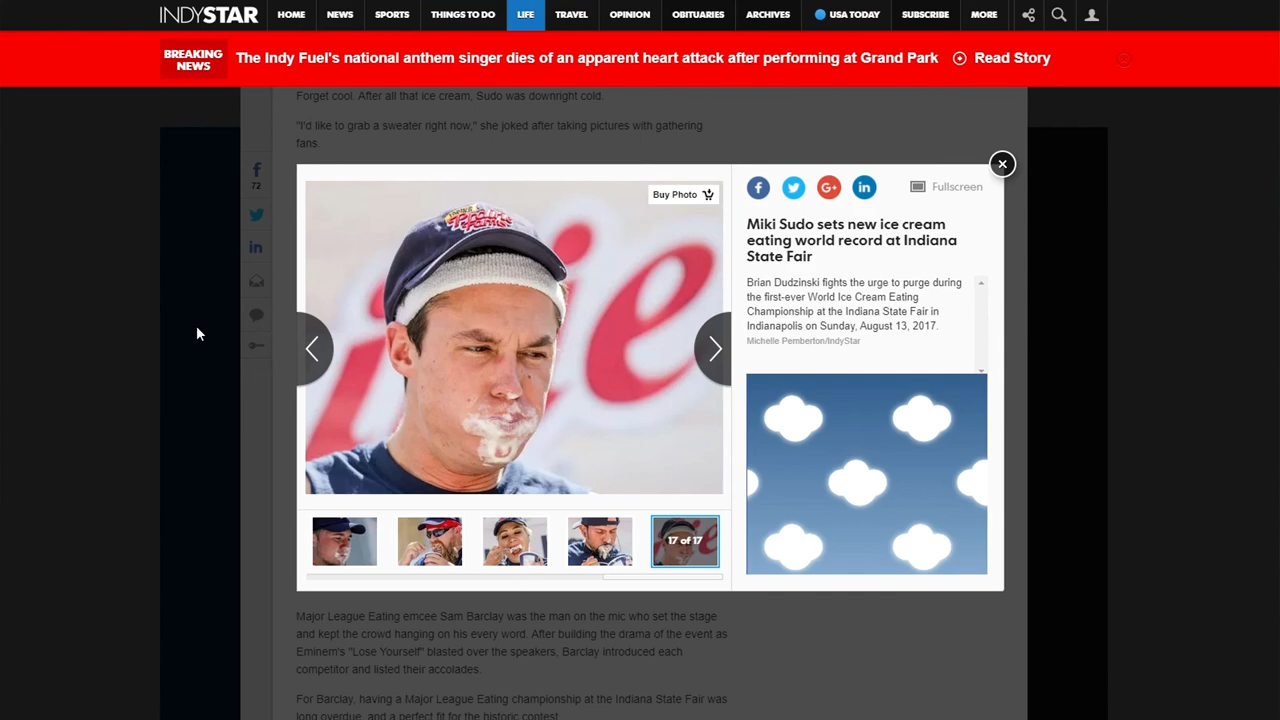 INDYSTAR HOME NEWS SPORTS THINGS TO DO LIFE TRAVEL OPINION OBITUARIES ARCHIVES USA TODAY SUBSCRIBE MORE
BREAKING
NEWS
The Indy Fuel's national anthem singer dies of an apparent heart attack after performing at Grand Park
Read Story
Forget cool. After all that ice cream, Sudo was downright cold.
"I'd like to grab a sweater right now," she joked after taking pictures with gathering
fans.
72
Buy Photo
Fullscreen
Miki Sudo sets new ice cream
eating world record at Indiana
State Fair
Brian Dudzinski fights the urge to purge during
the first-ever World Ice Cream Eating
Championship at the Indiana State Fair in
Indianapolis on Sunday, August 13, 2017.
Michelle Pemberton/IndyStar
17 of 17
Major League Eating emcee Sam Barclay was the man on the mic who set the stage
and kept the crowd hanging on his every word. After building the drama of the event as
Eminem's "Lose Yourself" blasted over the speakers, Barclay introduced each
competitor and listed their accolades.
For Barclay, having a Major League Eating championship at the Indiana State Fair was
long overdue, and a perfect fit for the historic contest.